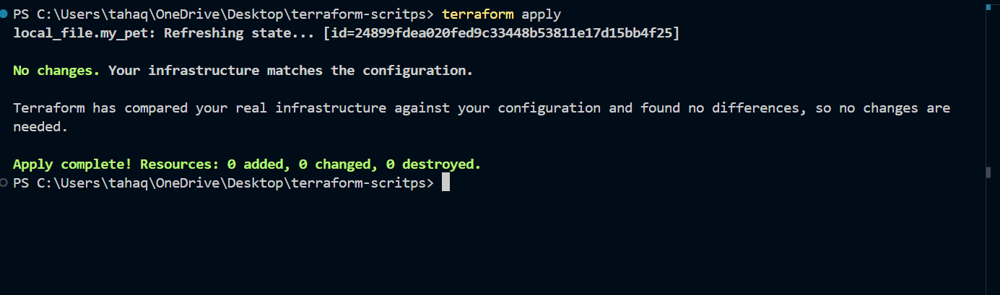 PS C:\Users\tahaq\OneDrive\Desktop\terraform-scritps> terraform apply
local_file.my_pet: Refreshing state... [id=24899fdea020fed9c33448b53811e17d15bb4f25]
No changes. Your infrastructure matches the configuration.
Terraform has compared your real infrastructure against your configuration and found no differences, so no changes are
needed.
Apply complete! Resources: 0 added, 0 changed, 0 destroyed.
PS C:\Users\tahaq\OneDrive\Desktop\terraform-scritps>